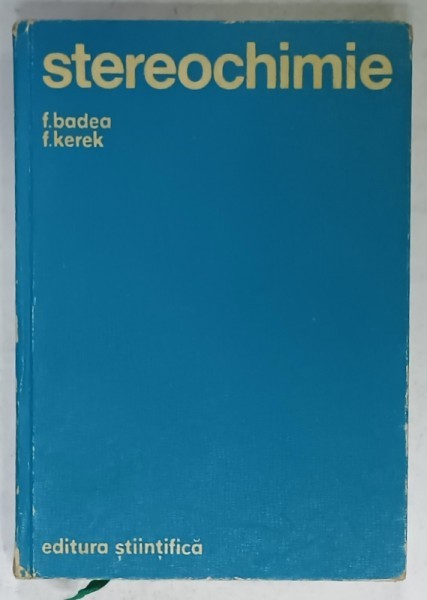 stereochimie
f.badea
f.kerek
editura științifică